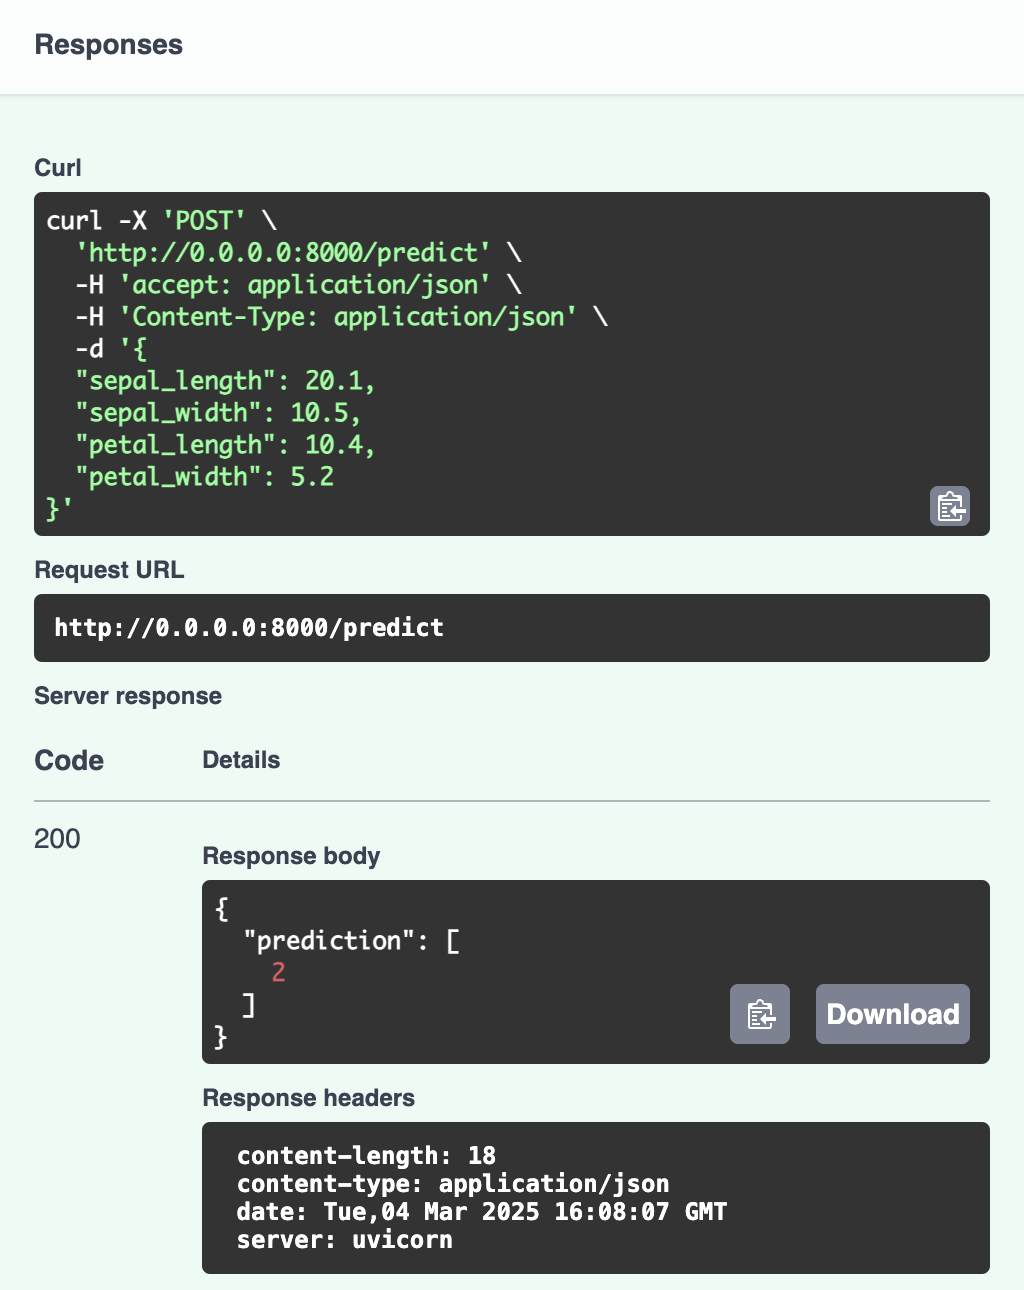 Responses
Curl
curl -X 'POST' \
  'http://0.0.0.0:8000/predict' \
  -H 'accept: application/json' \
  -H 'Content-Type: application/json' \
  -d '{
  "sepal_length": 20.1,
  "sepal_width": 10.5,
  "petal_length": 10.4,
  "petal_width": 5.2
}'
Request URL
http://0.0.0.0:8000/predict
Server response
Code Details
200
Response body
{
  "prediction": [
    2
  ]
Download
}
Response headers
content-length: 18
content-type: application/json
date: Tue,04 Mar 2025 16:08:07 GMT
server: uvicorn